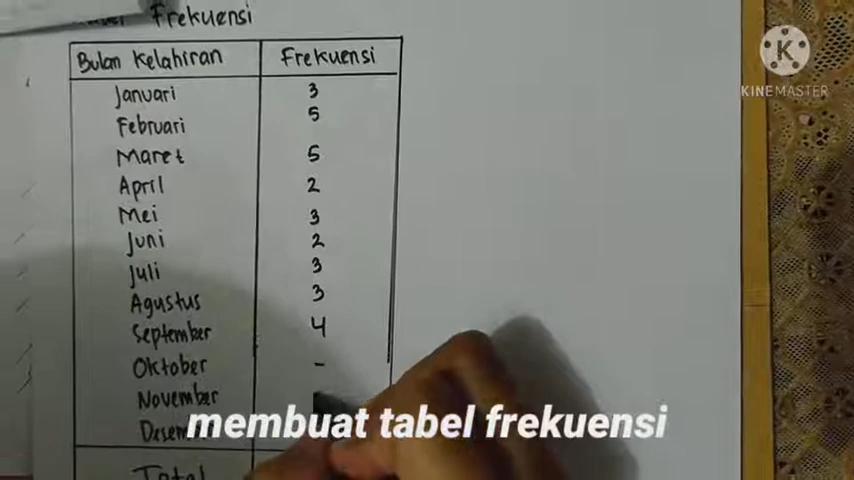 Frekuensi
Bulan Kelahiran Frekuensi
Januari 3
Februari 5
Maret 5
April 2
Mei 3
Juni 2
Juli 3
Agustus 3
September 4
Oktober -
November
Desember
Total
membuat tabel frekuensi
K
KINEMASTER